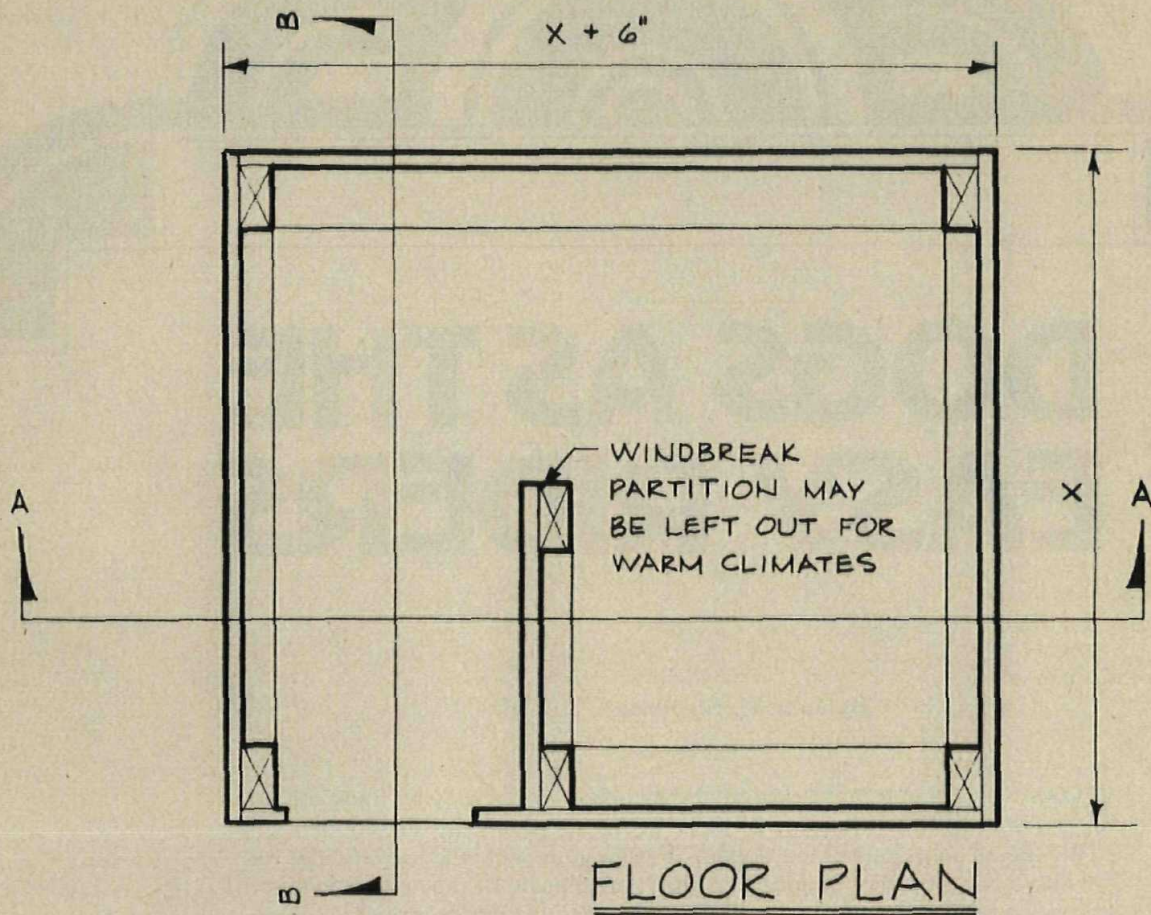 B
X + 6"
WINDBREAK
PARTITION MAY
BE LEFT OUT FOR
WARM CLIMATES
A
X
A
B
FLOOR PLAN